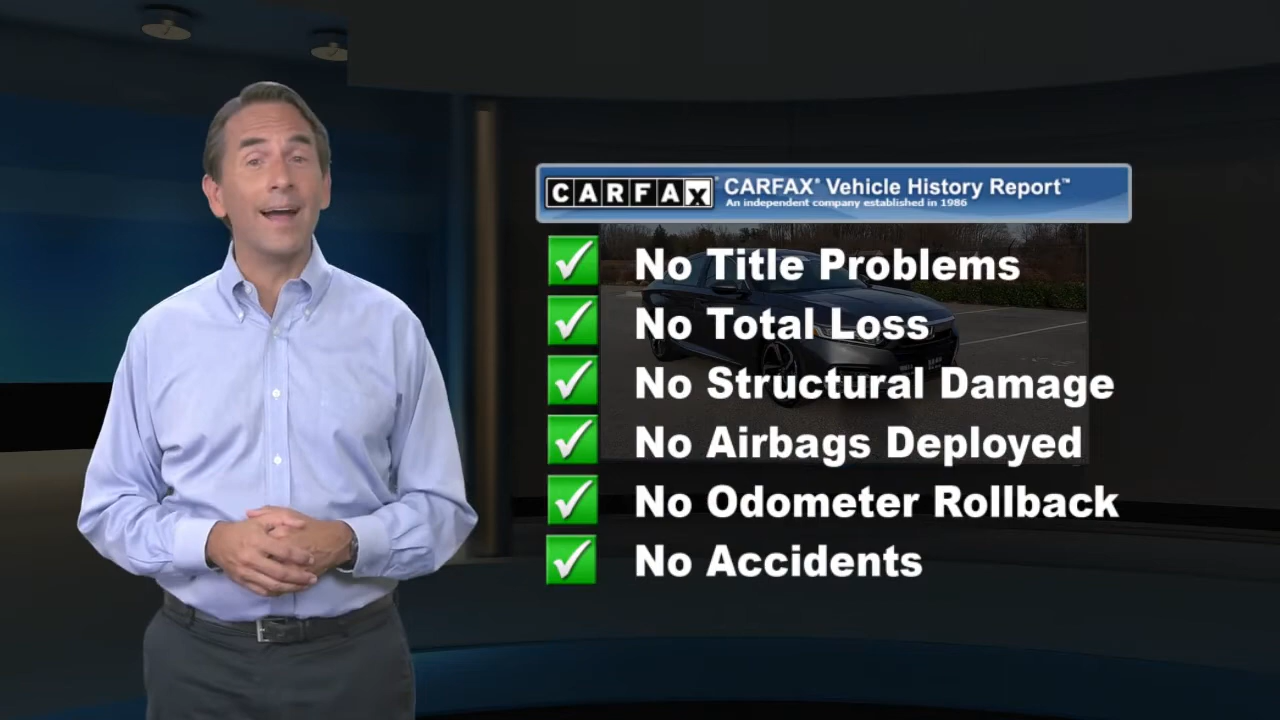 CARFAX® CARFAX® Vehicle History Report™
An independent company established in 1986
No Title Problems
No Total Loss
No Structural Damage
No Airbags Deployed
No Odometer Rollback
No Accidents